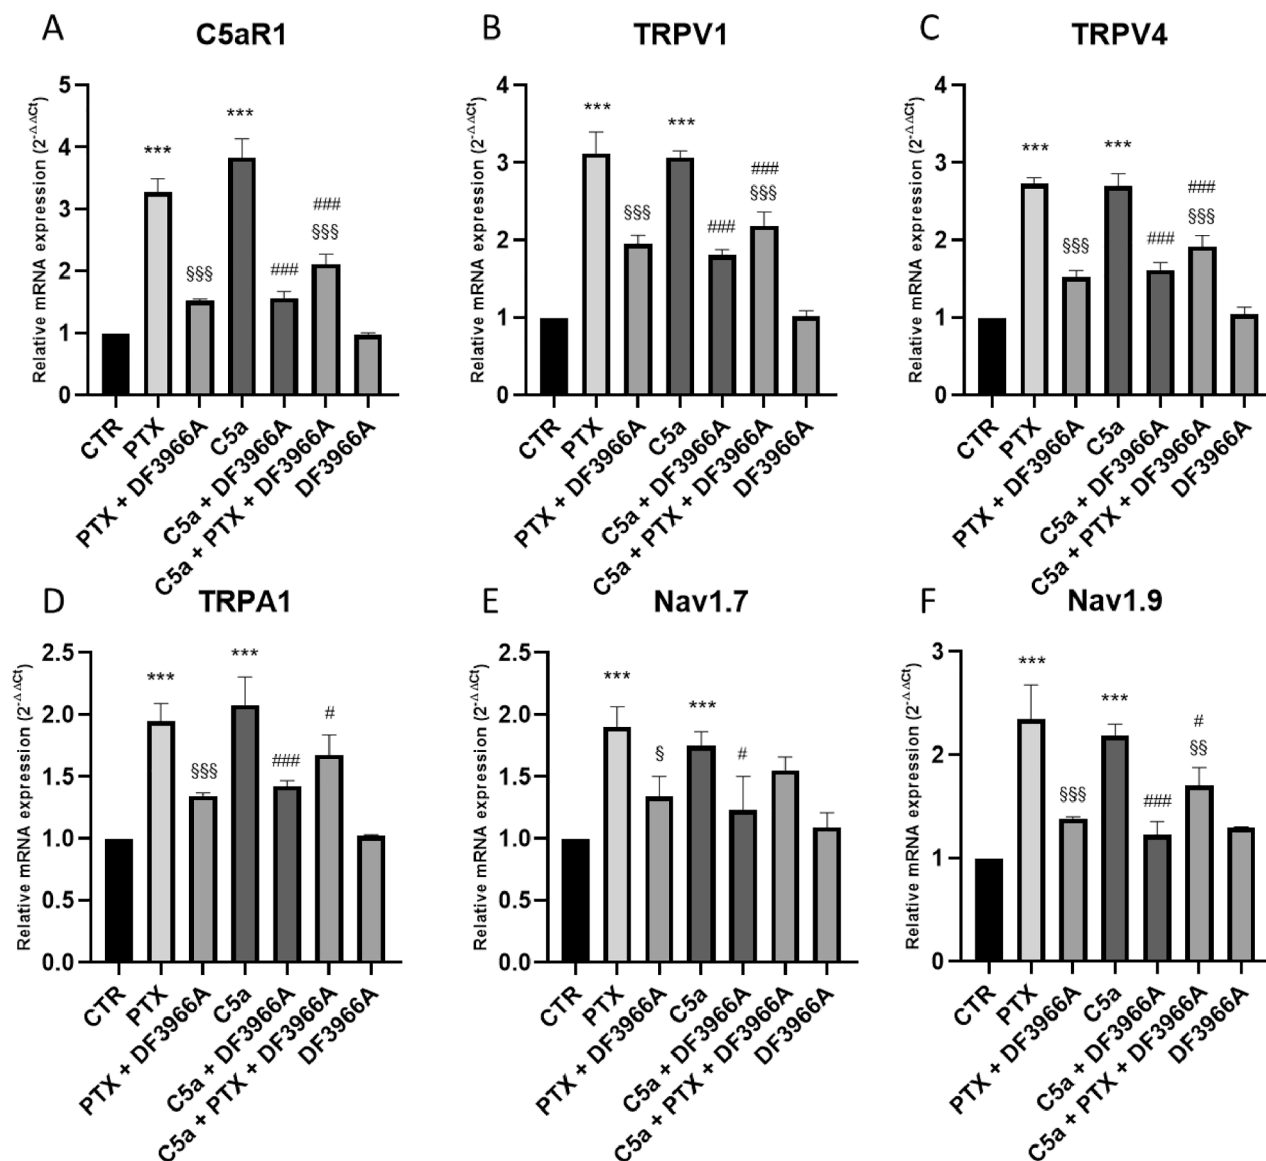 A
C5aR1
Relative mRNA expression (2-ΔΔCt)
5
4
3
2
1
0
***
§§§
***
###
###
§§§
CTR
PTX
PTX + DF3966A
C5a
C5a + DF3966A
C5a + PTX + DF3966A
DF3966A
B
TRPV1
Relative mRNA expression (2-ΔΔCt)
4
3
2
1
0
***
§§§
***
###
###
§§§
CTR
PTX
PTX + DF3966A
C5a
C5a + DF3966A
C5a + PTX + DF3966A
DF3966A
C
TRPV4
Relative mRNA expression (2-ΔΔCt)
4
3
2
1
0
***
§§§
***
###
###
§§§
CTR
PTX
PTX + DF3966A
C5a
C5a + DF3966A
C5a + PTX + DF3966A
DF3966A
D
TRPA1
Relative mRNA expression (2-ΔΔCt)
2.5
2.0
1.5
1.0
0.5
0.0
***
§§§
***
###
#
CTR
PTX
PTX + DF3966A
C5a
C5a + DF3966A
C5a + PTX + DF3966A
DF3966A
E
Nav1.7
Relative mRNA expression (2-ΔΔCt)
2.5
2.0
1.5
1.0
0.5
0.0
***
§
***
#
CTR
PTX
PTX + DF3966A
C5a
C5a + DF3966A
C5a + PTX + DF3966A
DF3966A
F
Nav1.9
Relative mRNA expression (2-ΔΔCt)
3
2
1
0
***
§§§
***
###
#
§§
CTR
PTX
PTX + DF3966A
C5a
C5a + DF3966A
C5a + PTX + DF3966A
DF3966A